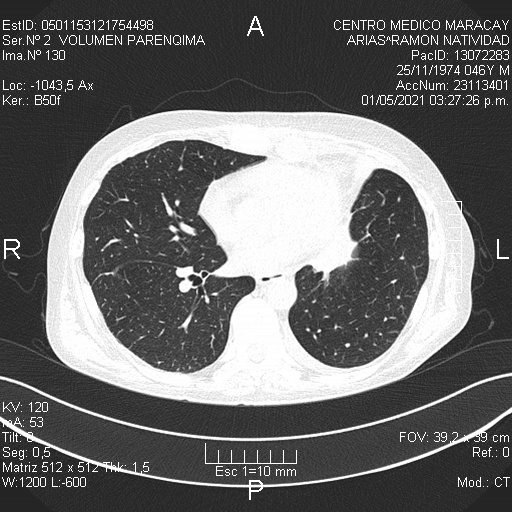 EstID: 0501153121754498
Ser.Nº 2 VOLUMEN PARENQIMA
Ima.Nº 130
Loc: -1043,5 Ax
Ker.: B50f
A
CENTRO MEDICO MARACAY
ARIAS^RAMON NATIVIDAD
PacID: 13072283
25/11/1974 046Y M
AccNum: 23113401
01/05/2021 03:27:26 p.m.
R
L
KV: 120
mA: 53
Tilt: 0
Seg: 0,5
Matriz 512 x 512 Thk: 1,5
W:1200 L:-600
Esc 1=10 mm
P
FOV: 39,2 x 39 cm
Ref.: 0
Mod.: CT